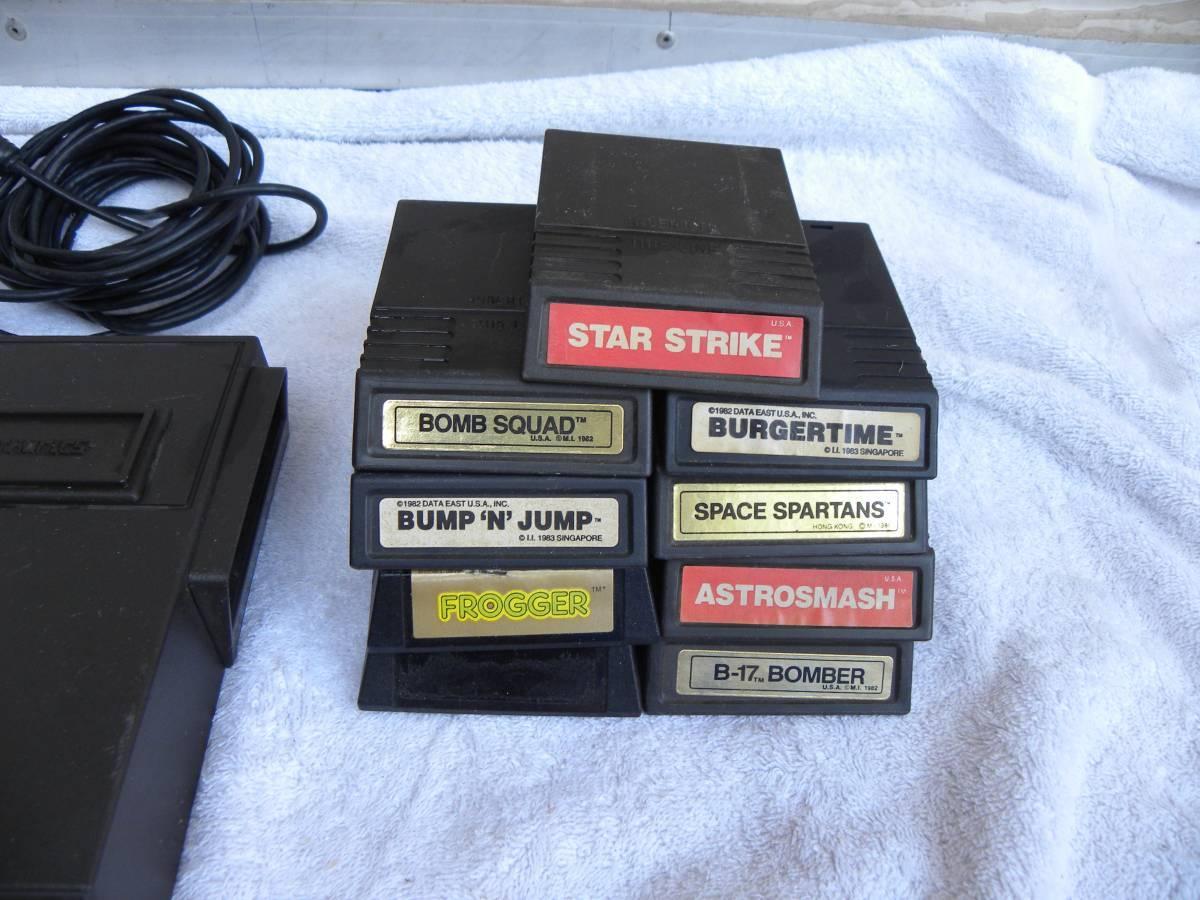 U.S.A
STAR STRIKE™
BOMB SQUAD™
U.S.A. ©M.I. 1982
©1982 DATA EAST U.S.A., INC.
BURGERTIME™
© I.I. 1983 SINGAPORE
©1982 DATA EAST U.S.A., INC.
BUMP 'N' JUMP™
© I.I. 1983 SINGAPORE
SPACE SPARTANS™
HONG KONG
FROGGER™
U.S.A
ASTROSMASH™
B-17™ BOMBER
U.S.A. ©M.I. 1982